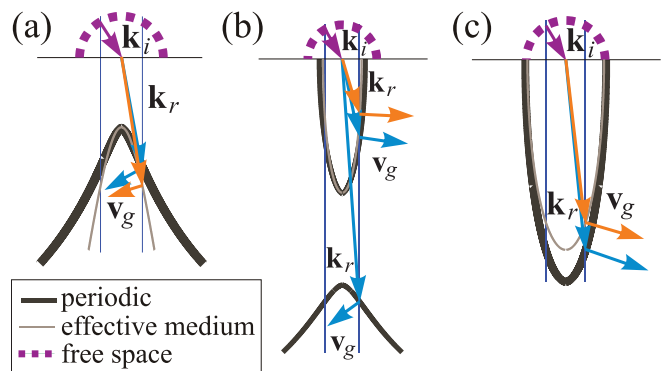 (a)
k_i
k_r
v_g
(b)
k_i
k_r
v_g
k_r
v_g
(c)
k_i
k_r
v_g
periodic
effective medium
free space